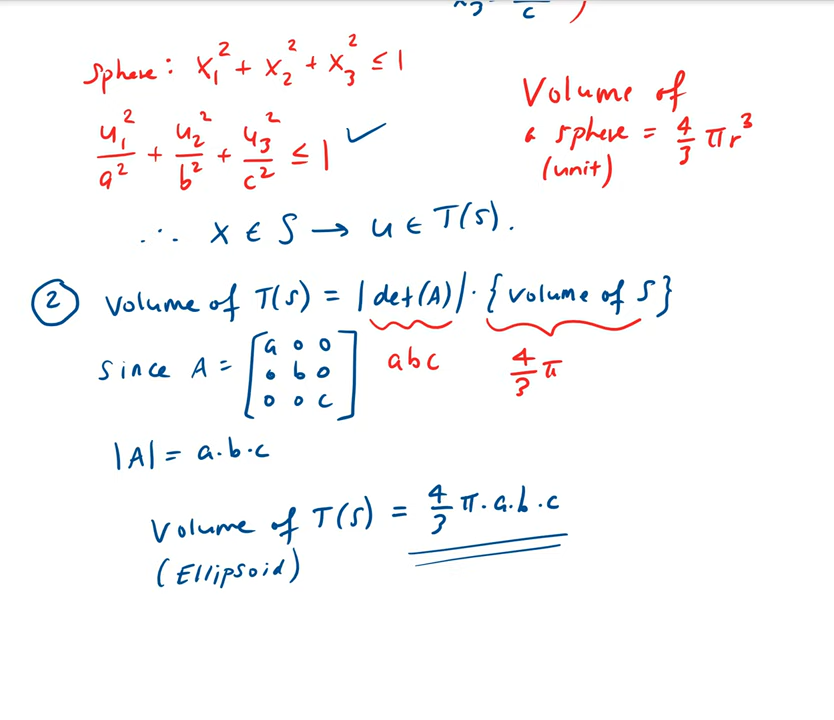 x₃ = c )
Sphere: x₁² + x₂² + x₃² ≤ 1
u₁²/a² + u₂²/b² + u₃²/c² ≤ 1 ✓
Volume of
a sphere = 4/3 πr³
(unit)
∴ x ∈ S → u ∈ T(S).
② Volume of T(S) = |det(A)| · {volume of S}
abc 4/3 π
since A = [a 0 0
0 b 0
0 0 c]
|A| = a.b.c
Volume of T(S) = 4/3 π.a.b.c
(Ellipsoid)